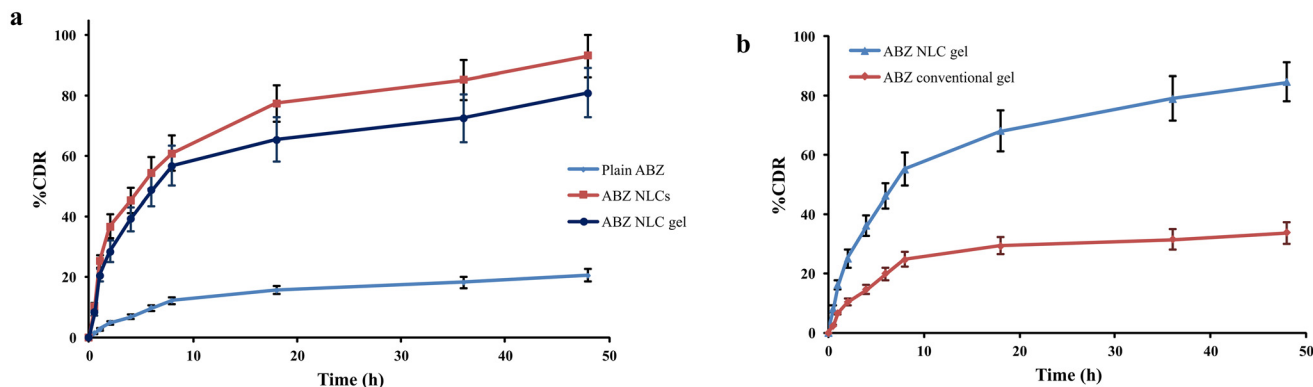 a
100
80
60
40
20
0
%CDR
0 10 20 30 40 50
Time (h)
Plain ABZ
ABZ NLCs
ABZ NLC gel
b
100
80
60
40
20
0
%CDR
0 10 20 30 40 50
Time (h)
ABZ NLC gel
ABZ conventional gel